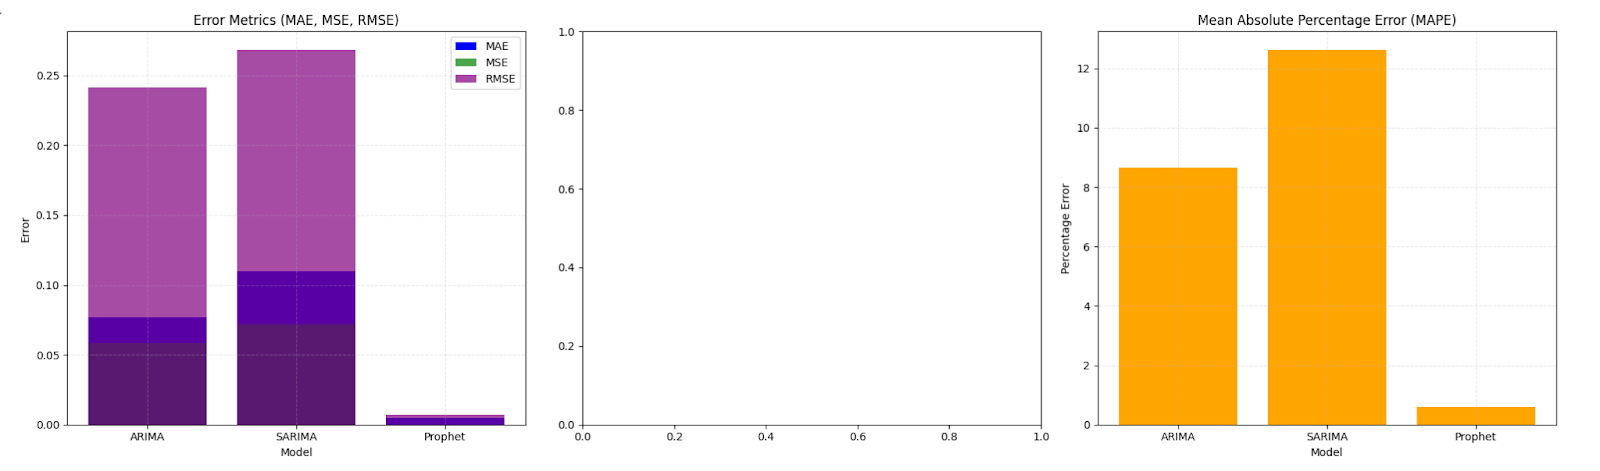 Error Metrics (MAE, MSE, RMSE)
MAE
MSE
RMSE
0.25
0.20
0.15
0.10
0.05
0.00
Error
ARIMA SARIMA Prophet
Model
1.0
0.8
0.6
0.4
0.2
0.0
0.0 0.2 0.4 0.6 0.8 1.0
Mean Absolute Percentage Error (MAPE)
12
10
8
6
4
2
0
Percentage Error
ARIMA SARIMA Prophet
Model